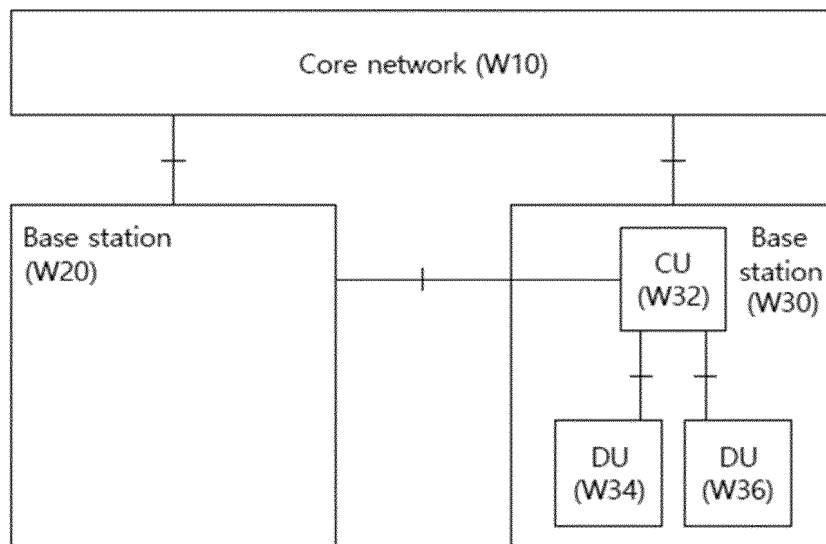 Core network (W10)
Base station
(W20)
CU
(W32)
Base
station
(W30)
DU
(W34)
DU
(W36)